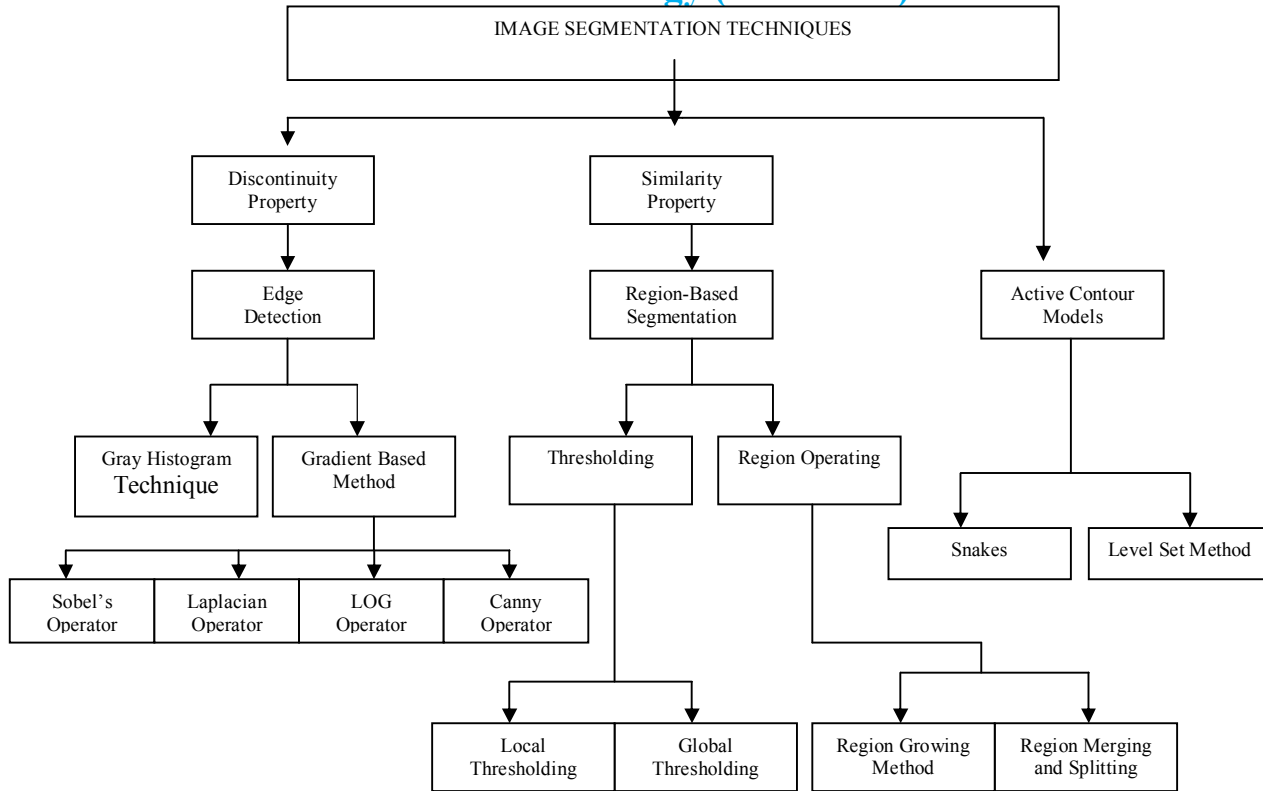 IMAGE SEGMENTATION TECHNIQUES
Discontinuity
Property
Similarity
Property
Edge
Detection
Region-Based
Segmentation
Active Contour
Models
Gray Histogram
Technique
Gradient Based
Method
Thresholding
Region Operating
Snakes
Level Set Method
Sobel’s
Operator
Laplacian
Operator
LOG
Operator
Canny
Operator
Local
Thresholding
Global
Thresholding
Region Growing
Method
Region Merging
and Splitting